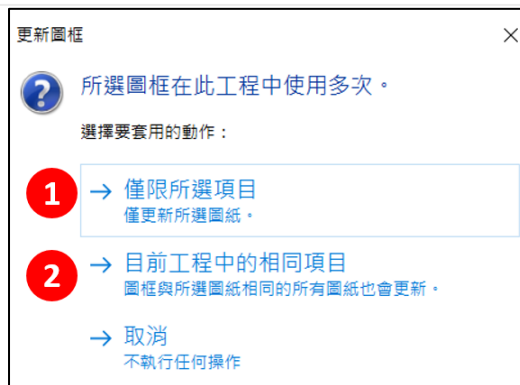 更新圖框
所選圖框在此工程中使用多次。
選擇要套用的動作：
1
僅限所選項目
僅更新所選圖紙。
2
目前工程中的相同項目
圖框與所選圖紙相同的所有圖紙也會更新。
取消
不執行任何操作